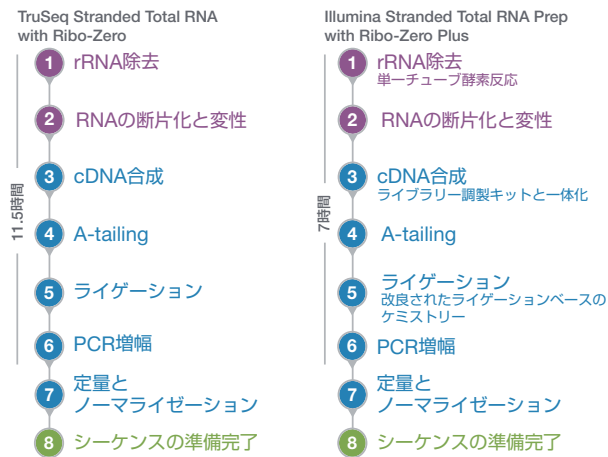 TruSeq Stranded Total RNA
with Ribo-Zero
1 rRNA除去
2 RNAの断片化と変性
3 cDNA合成
4 A-tailing
5 ライゲーション
6 PCR増幅
7 定量と
ノーマライゼーション
8 シーケンスの準備完了
11.5時間
Illumina Stranded Total RNA Prep
with Ribo-Zero Plus
1 rRNA除去
単一チューブ酵素反応
2 RNAの断片化と変性
3 cDNA合成
ライブラリー調製キットと一体化
4 A-tailing
5 ライゲーション
改良されたライゲーションベースの
ケミストリー
6 PCR増幅
7 定量と
ノーマライゼーション
8 シーケンスの準備完了
7時間